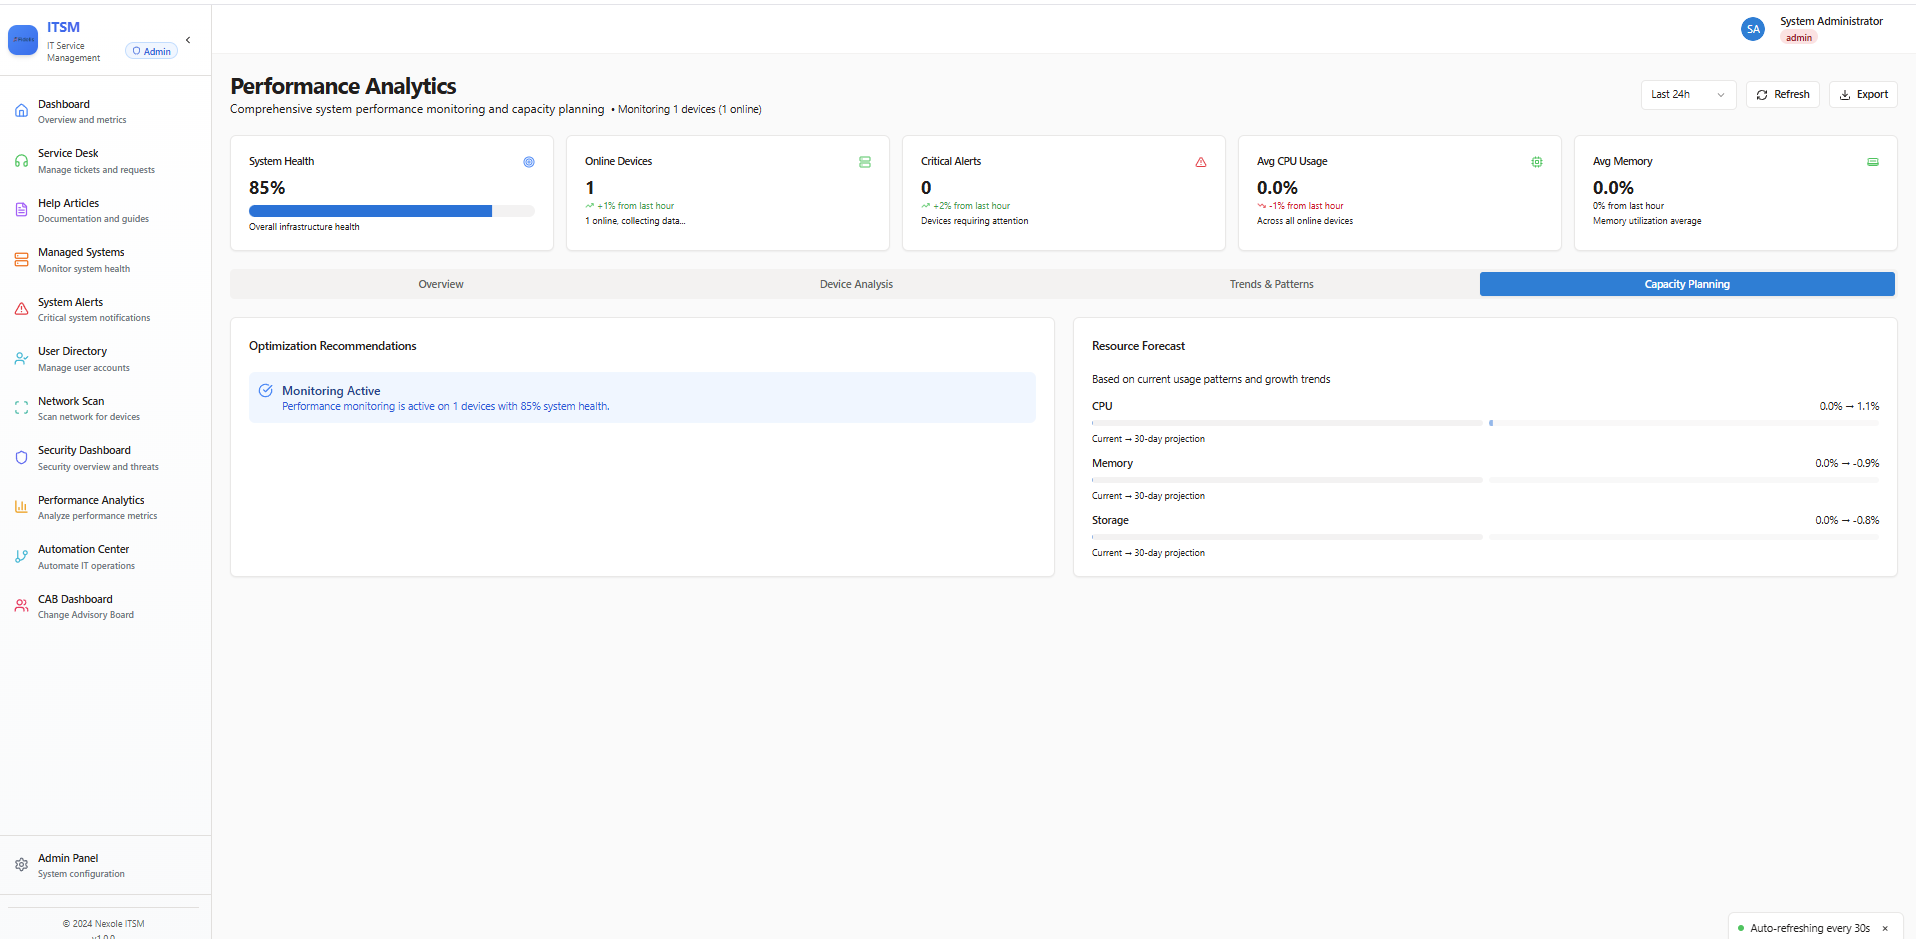 ITSM
IT Service
Management
Admin
System Administrator
SA
admin
Dashboard
Overview and metrics
Service Desk
Manage tickets and requests
Help Articles
Documentation and guides
Managed Systems
Monitor system health
System Alerts
Critical system notifications
User Directory
Manage user accounts
Network Scan
Scan network for devices
Security Dashboard
Security overview and threats
Performance Analytics
Analyze performance metrics
Automation Center
Automate IT operations
CAB Dashboard
Change Advisory Board
Admin Panel
System configuration
© 2024 Nexole ITSM
v1.0.0
Performance Analytics
Comprehensive system performance monitoring and capacity planning • Monitoring 1 devices (1 online)
Last 24h
Refresh
Export
System Health
85%
Overall infrastructure health
Online Devices
1
+1% from last hour
1 online, collecting data...
Critical Alerts
0
+2% from last hour
Devices requiring attention
Avg CPU Usage
0.0%
-1% from last hour
Across all online devices
Avg Memory
0.0%
0% from last hour
Memory utilization average
Overview
Device Analysis
Trends & Patterns
Capacity Planning
Optimization Recommendations
Monitoring Active
Performance monitoring is active on 1 devices with 85% system health.
Resource Forecast
Based on current usage patterns and growth trends
CPU 0.0% → 1.1%
Current → 30-day projection
Memory 0.0% → -0.9%
Current → 30-day projection
Storage 0.0% → -0.8%
Current → 30-day projection
Auto-refreshing every 30s ×